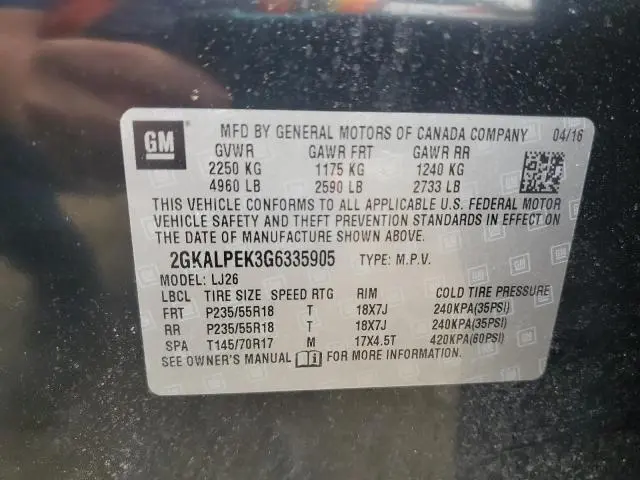 GM
MFD BY GENERAL MOTORS OF CANADA COMPANY 04/16
GVWR GAWR FRT GAWR RR
2250 KG 1175 KG 1240 KG
4960 LB 2590 LB 2733 LB
THIS VEHICLE CONFORMS TO ALL APPLICABLE U.S. FEDERAL MOTOR
VEHICLE SAFETY AND THEFT PREVENTION STANDARDS IN EFFECT ON
THE DATE OF MANUFACTURE SHOWN ABOVE.
2GKALPEK3G6335905 TYPE: M.P.V.
MODEL: LJ26
LBCL TIRE SIZE SPEED RTG RIM COLD TIRE PRESSURE
FRT P235/55R18 T 18X7J 240KPA(35PSI)
RR P235/55R18 T 18X7J 240KPA(35PSI)
SPA T145/70R17 M 17X4.5T 420KPA(60PSI)
SEE OWNER'S MANUAL FOR MORE INFORMATION.